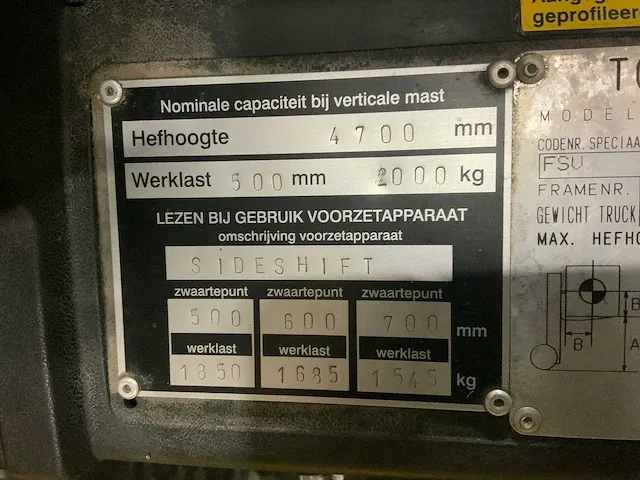 Nominale capaciteit bij verticale mast
Hefhoogte 4700 mm
Werklast 500 mm 2000 kg
LEZEN BIJ GEBRUIK VOORZETAPPARAAT
omschrijving voorzetapparaat
SIDESHIFT
zwaartepunt zwaartepunt zwaartepunt
500 600 700 mm
werklast werklast werklast
1850 1685 1545 kg
geprofileer
TO
MODEL
CODENR. SPECIAA
FSU
FRAMENR.
GEWICHT TRUCK
MAX. HEFHO
B
B
A